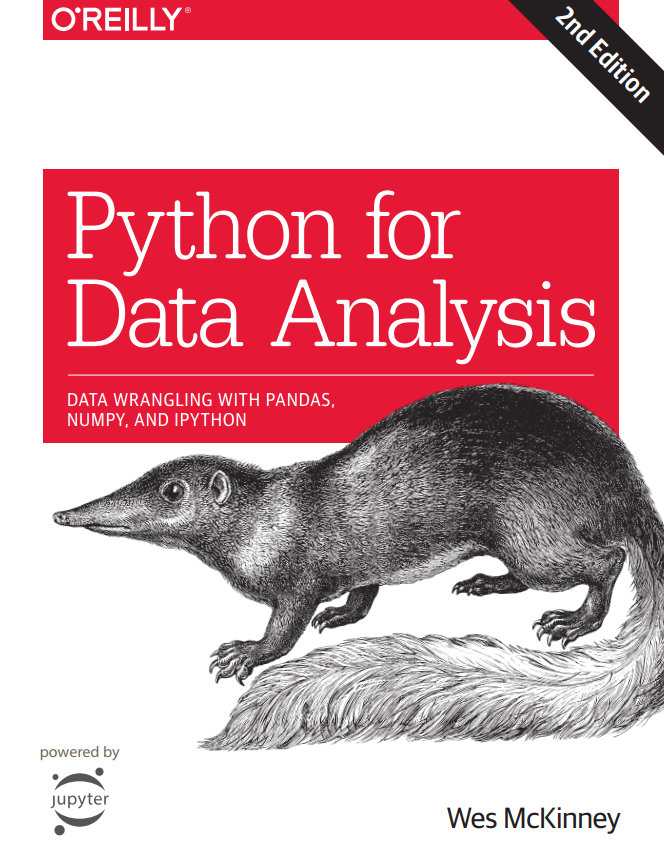 O'REILLY®
2nd Edition
Python for
Data Analysis
DATA WRANGLING WITH PANDAS,
NUMPY, AND IPYTHON
powered by
jupyter
Wes McKinney